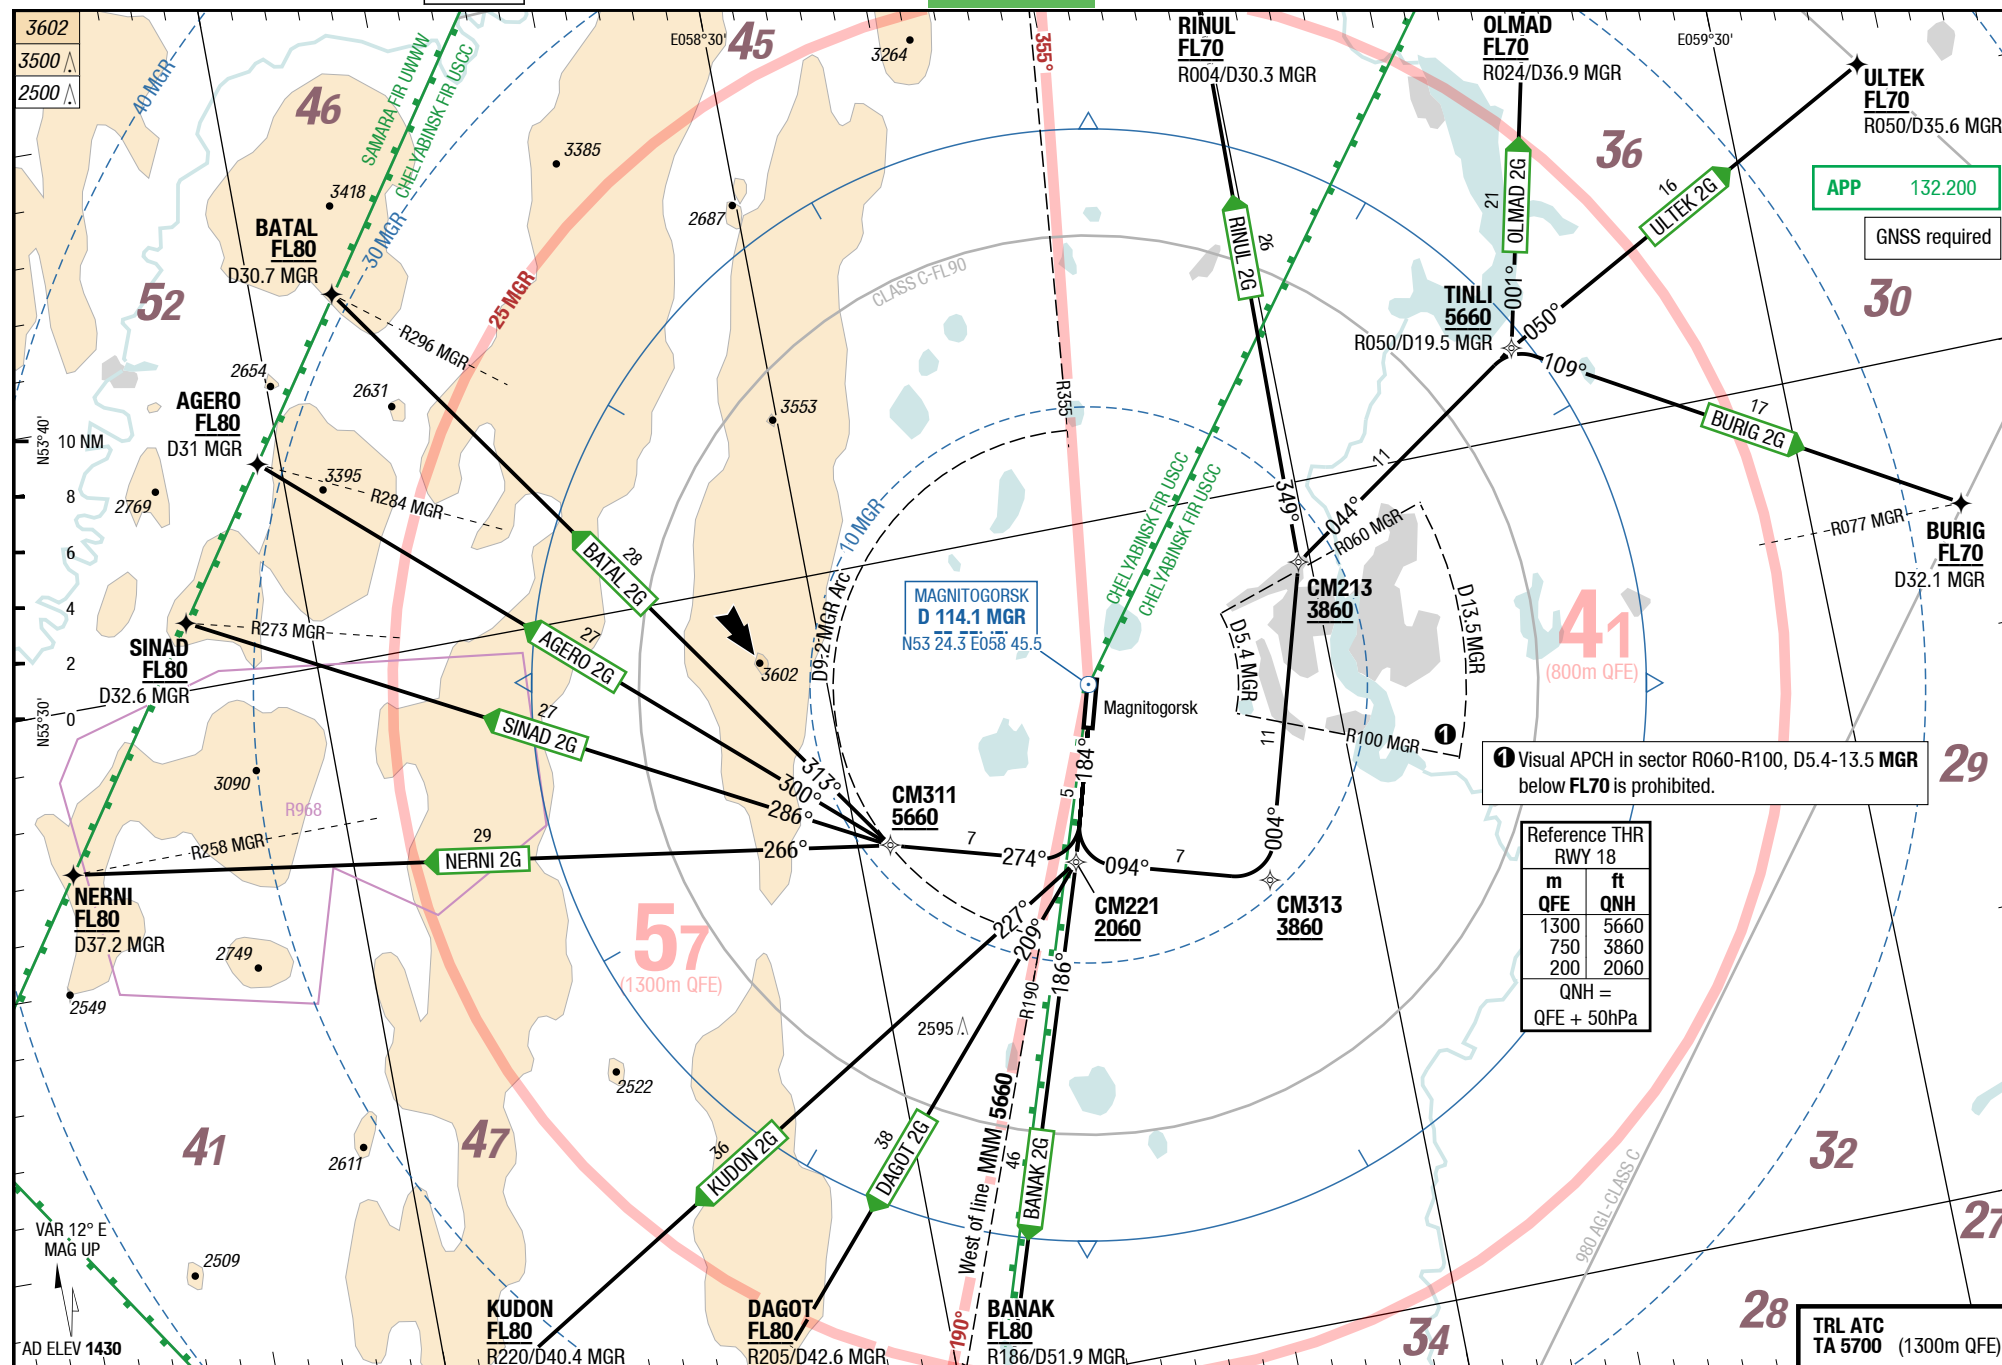 3602
3500
2500
40 MGR
SAMARA FIR UWWW
CHELYABINSK FIR USCC
46
3418
30 MGR
BATAL
FL80
D30.7 MGR
R296 MGR
52
2654
2631
AGERO
FL80
D31 MGR
3395
R284 MGR
N53°40'
10 NM
8
6
4
2
0
N53°30'
2769
R273 MGR
SINAD
FL80
D32.6 MGR
3090
R968
R258 MGR
NERNI
FL80
D37.2 MGR
2749
2549
29
NERNI 2G
266°
27
SINAD 2G
286°
27
AGERO 2G
300°
28
BATAL 2G
313°
E058°30'
45
3264
3385
2687
25 MGR
3553
CLASS C-FL90
355°
R355
10 MGR
D9.2 MGR Arc
3602
MAGNITOGORSK
D 114.1 MGR
N53 24.3 E058 45.5
Magnitogorsk
CHELYABINSK FIR USCC
CHELYABINSK FIR USCC
RINUL
FL70
R004/D30.3 MGR
26
RINUL 2G
349°
OLMAD
FL70
R024/D36.9 MGR
21
OLMAD 2G
001°
E059°30'
36
ULTEK
FL70
R050/D35.6 MGR
16
ULTEK 2G
050°
APP 132.200
GNSS required
30
TINLI
5660
R050/D19.5 MGR
109°
17
BURIG 2G
R077 MGR
BURIG
FL70
D32.1 MGR
11
044°
R060 MGR
CM213
3860
D5.4 MGR
D13.5 MGR
R100 MGR
1
41
(800m QFE)
1 Visual APCH in sector R060-R100, D5.4-13.5 MGR
below FL70 is prohibited.
29
11
004°
184°
5
CM311
5660
7
274°
094°
7
CM221
2060
CM313
3860
Reference THR
RWY 18
m ft
QFE QNH
1300 5660
750 3860
200 2060
QNH =
QFE + 50hPa
57
(1300m QFE)
227°
209°
186°
R190
2595
2522
West of line MNM 5660
36
KUDON 2G
38
DAGOT 2G
46
BANAK 2G
41
47
2611
2509
VAR 12° E
MAG UP
AD ELEV 1430
KUDON
FL80
R220/D40.4 MGR
DAGOT
FL80
R205/D42.6 MGR
190°
BANAK
FL80
R186/D51.9 MGR
980 AGL-CLASS C
32
27
28
34
TRL ATC
TA 5700 (1300m QFE)